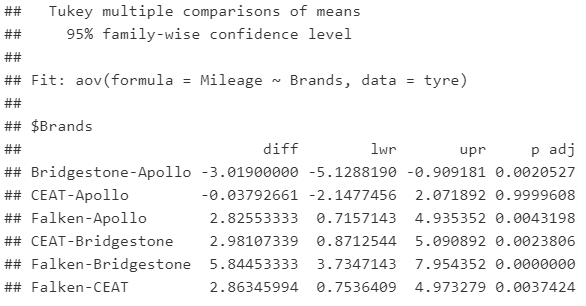 ##   Tukey multiple comparisons of means
##     95% family-wise confidence level
##
## Fit: aov(formula = Mileage ~ Brands, data = tyre)
##
## $Brands
##                          diff        lwr       upr     p adj
## Bridgestone-Apollo -3.01900000 -5.1288190 -0.909181 0.0020527
## CEAT-Apollo        -0.03792661 -2.1477456  2.071892 0.9999608
## Falken-Apollo       2.82553333  0.7157143  4.935352 0.0043198
## CEAT-Bridgestone    2.98107339  0.8712544  5.090892 0.0023806
## Falken-Bridgestone  5.84453333  3.7347143  7.954352 0.0000000
## Falken-CEAT         2.86345994  0.7536409  4.973279 0.0037424